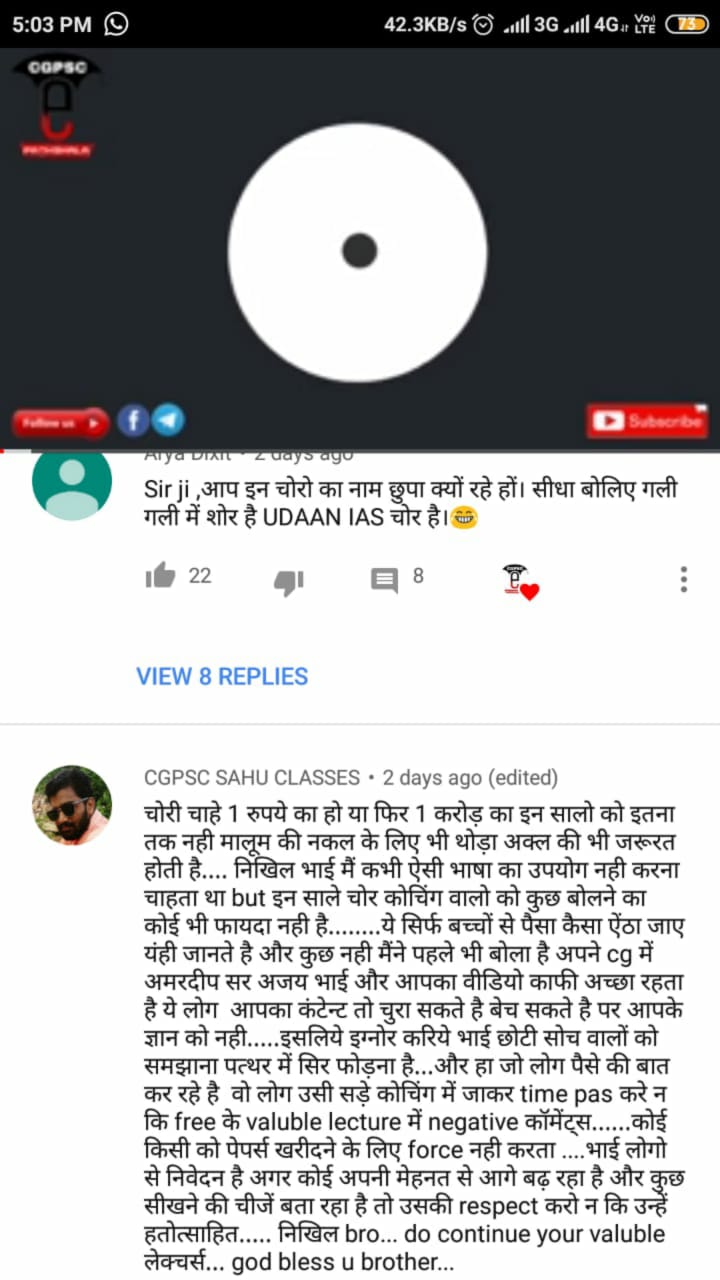 5:03 PM 42.3KB/s 3G 4G Vo) LTE 73
CGPSC
e
PATHSHALA
Follow us f Subscribe
Arya Dixit • 2 days ago
Sir ji ,आप इन चोरो का नाम छुपा क्यों रहे हों। सीधा बोलिए गली
गली में शोर है UDAAN IAS चोर है।😁
22 8
VIEW 8 REPLIES
CGPSC SAHU CLASSES • 2 days ago (edited)
चोरी चाहे 1 रुपये का हो या फिर 1 करोड़ का इन सालो को इतना
तक नही मालूम की नकल के लिए भी थोड़ा अक्ल की भी जरूरत
होती है.... निखिल भाई मैं कभी ऐसी भाषा का उपयोग नही करना
चाहता था but इन साले चोर कोचिंग वालो को कुछ बोलने का
कोई भी फायदा नही है........ये सिर्फ बच्चों से पैसा कैसा ऐंठा जाए
यंही जानते है और कुछ नही मैंने पहले भी बोला है अपने cg में
अमरदीप सर अजय भाई और आपका वीडियो काफी अच्छा रहता
है ये लोग आपका कंटेन्ट तो चुरा सकते है बेच सकते है पर आपके
ज्ञान को नही.....इसलिये इग्नोर करिये भाई छोटी सोच वालों को
समझाना पत्थर में सिर फोड़ना है...और हा जो लोग पैसे की बात
कर रहे है वो लोग उसी सड़े कोचिंग में जाकर time pas करे न
कि free के valuble lecture में negative कॉमेंट्स......कोई
किसी को पेपर्स खरीदने के लिए force नही करता ....भाई लोगो
से निवेदन है अगर कोई अपनी मेहनत से आगे बढ़ रहा है और कुछ
सीखने की चीजें बता रहा है तो उसकी respect करो न कि उन्हें
हतोत्साहित..... निखिल bro... do continue your valuble
लेक्चर्स... god bless u brother...